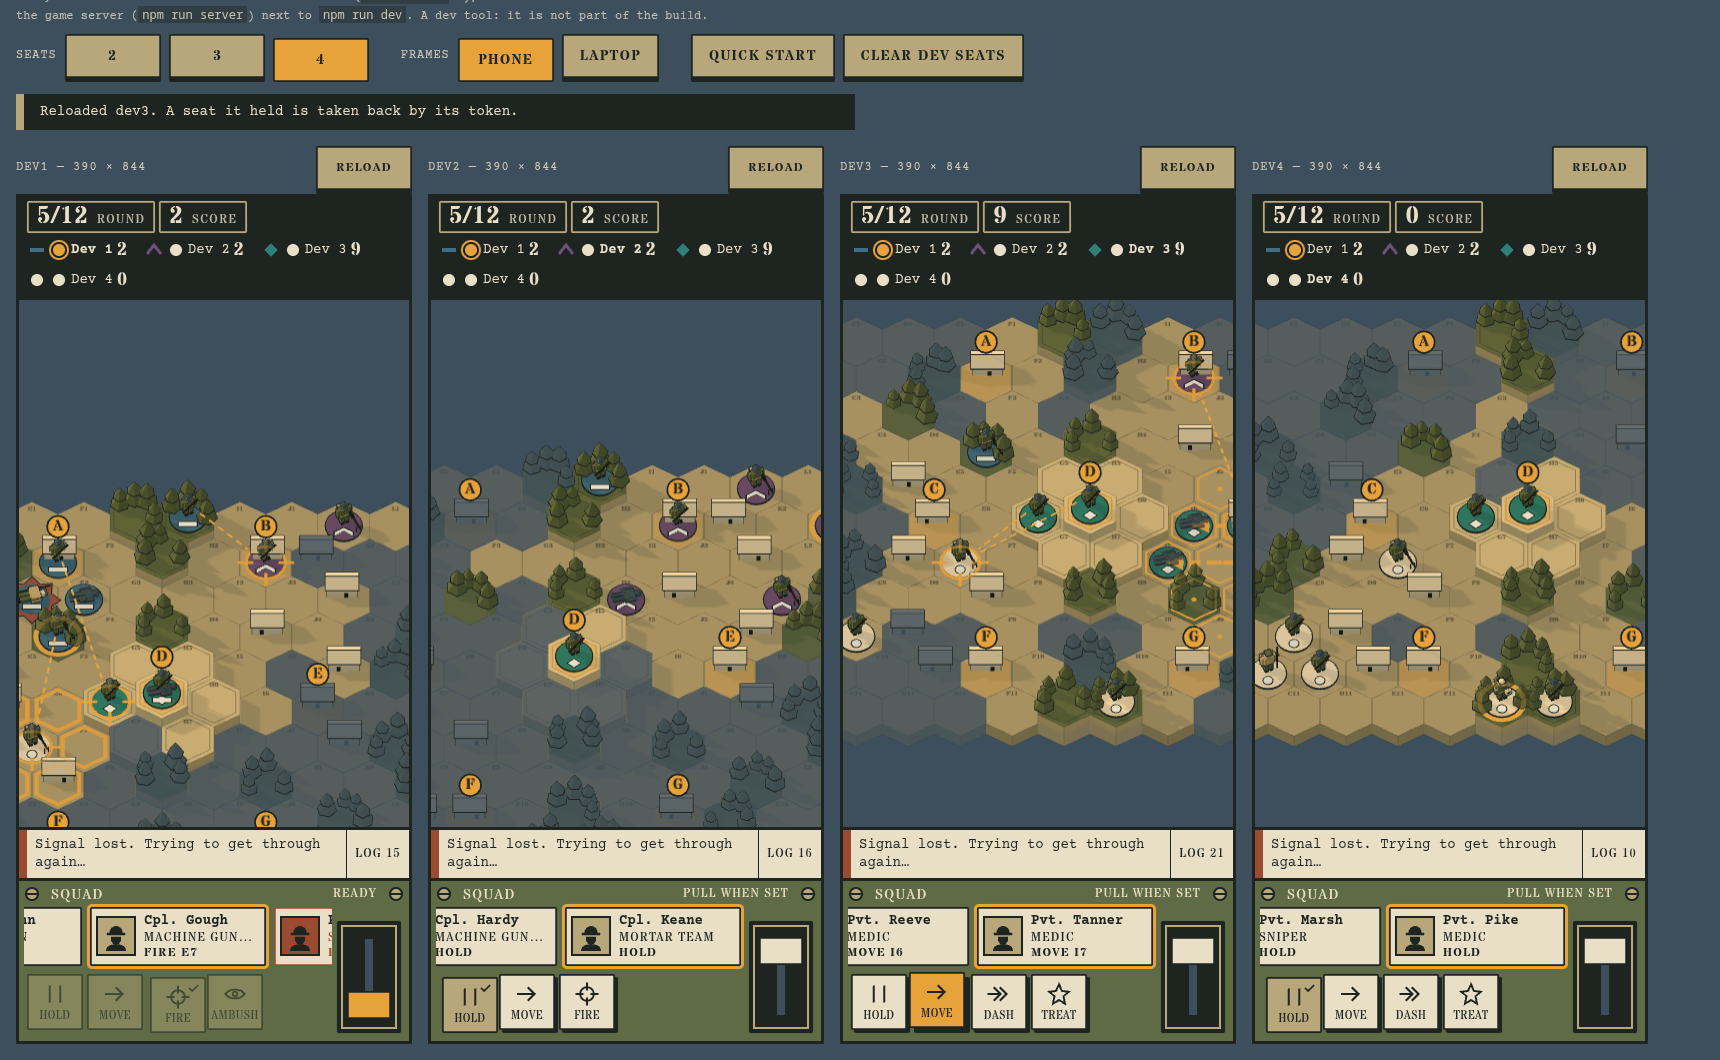 the game server (npm run server) next to npm run dev. A dev tool: it is not part of the build.
SEATS 2 3 4 FRAMES PHONE LAPTOP QUICK START CLEAR DEV SEATS
Reloaded dev3. A seat it held is taken back by its token.
DEV1 — 390 × 844 RELOAD
5/12 ROUND 2 SCORE
Dev 1 2 Dev 2 2 Dev 3 9
Dev 4 0
A
B
D
E
F
G
Signal lost. Trying to get through
again…
LOG 15
SQUAD READY
Cpl. Gough
MACHINE GUN...
FIRE E7
HOLD MOVE FIRE AMBUSH
DEV2 — 390 × 844 RELOAD
5/12 ROUND 2 SCORE
Dev 1 2 Dev 2 2 Dev 3 9
Dev 4 0
A
B
D
E
F
G
Signal lost. Trying to get through
again…
LOG 16
SQUAD PULL WHEN SET
Cpl. Hardy Cpl. Keane
MACHINE GUN... MORTAR TEAM
HOLD HOLD
HOLD MOVE FIRE
DEV3 — 390 × 844 RELOAD
5/12 ROUND 9 SCORE
Dev 1 2 Dev 2 2 Dev 3 9
Dev 4 0
A
B
D
C
F
G
Signal lost. Trying to get through
again…
LOG 21
SQUAD PULL WHEN SET
Pvt. Reeve Pvt. Tanner
MEDIC MEDIC
MOVE I6 MOVE I7
HOLD MOVE DASH TREAT
DEV4 — 390 × 844 RELOAD
5/12 ROUND 0 SCORE
Dev 1 2 Dev 2 2 Dev 3 9
Dev 4 0
A
B
D
C
F
G
Signal lost. Trying to get through
again…
LOG 10
SQUAD PULL WHEN SET
Pvt. Marsh Pvt. Pike
SNIPER MEDIC
HOLD HOLD
HOLD MOVE DASH TREAT